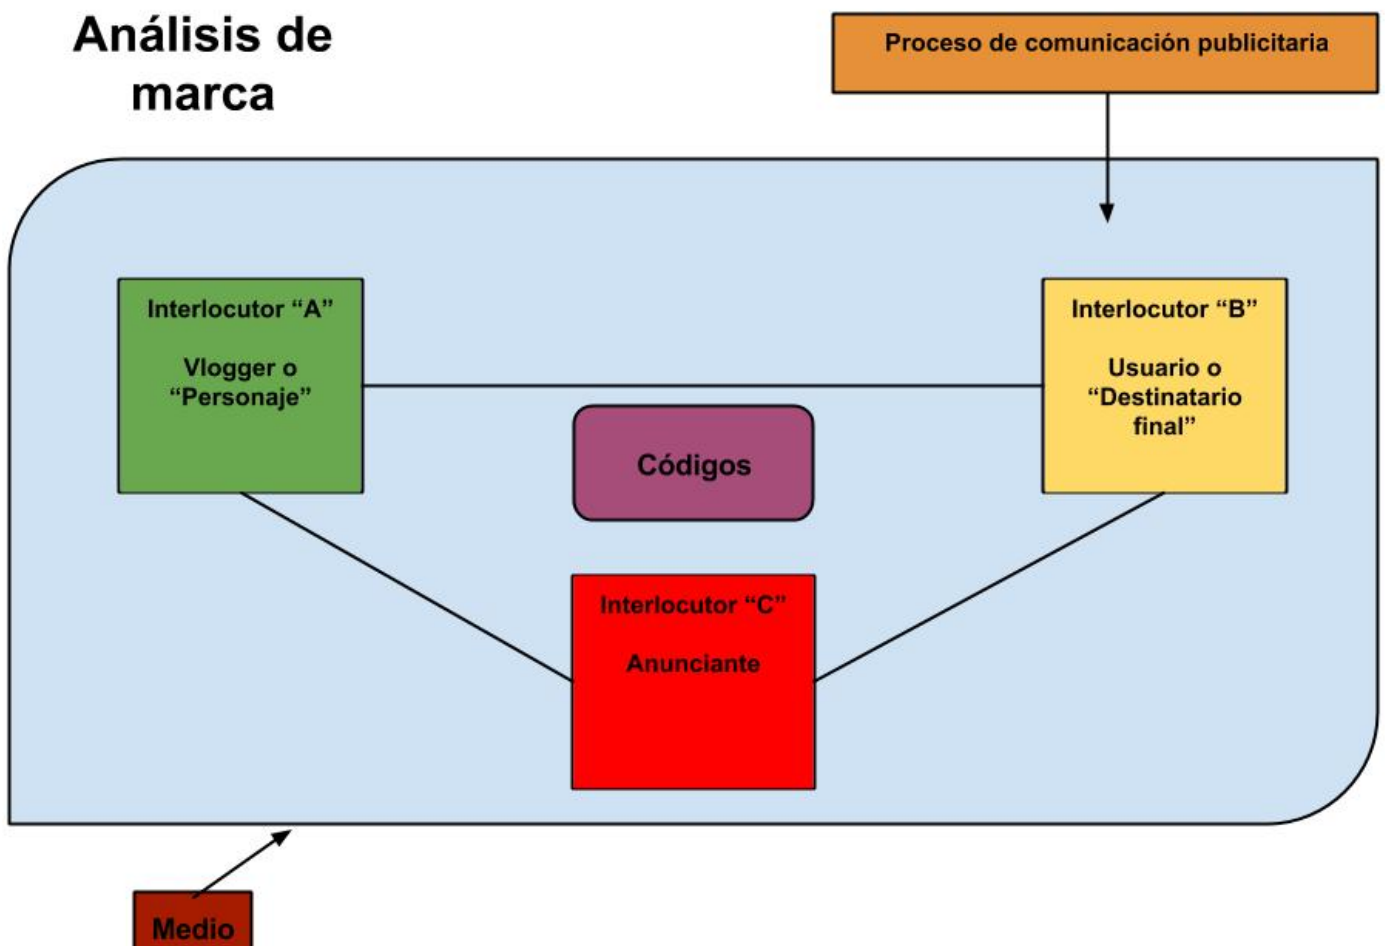 Análisis de
marca
Proceso de comunicación publicitaria
Interlocutor “A”
Vlogger o
“Personaje”
Interlocutor “B”
Usuario o
“Destinatario
final”
Códigos
Interlocutor “C”
Anunciante
Medio